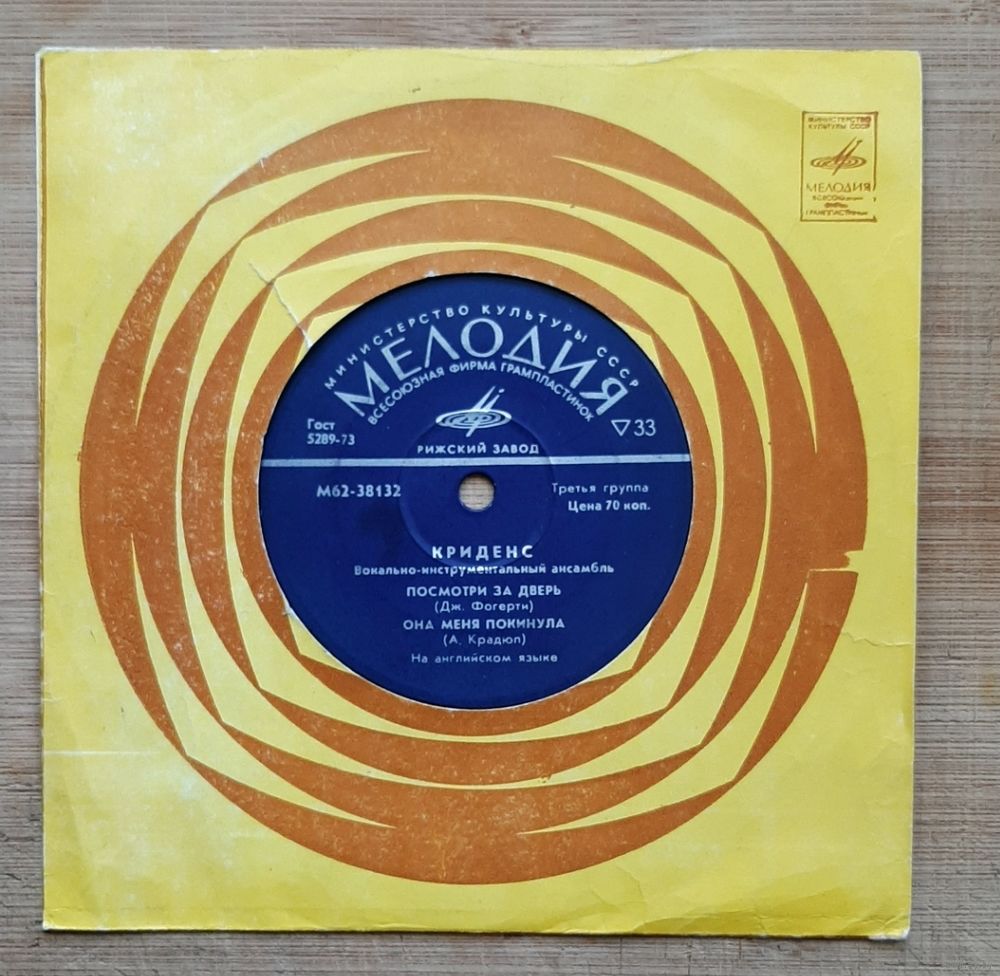 МИНИСТЕРСТВО
КУЛЬТУРЫ СССР
МЕЛОДИЯ
МИНИСТЕРСТВО КУЛЬТУРЫ СССР
МЕЛОДИЯ
ВСЕСОЮЗНАЯ ФИРМА ГРАМПЛАСТИНОК
Гост
5289-73
▽33
РИЖСКИЙ ЗАВОД
М62-38132
Третья группа
Цена 70 коп.
КРИДЕНС
Вокально-инструментальный ансамбль
ПОСМОТРИ ЗА ДВЕРЬ
(Дж. Фогерти)
ОНА МЕНЯ ПОКИНУЛА
(А. Крадюп)
На английском языке